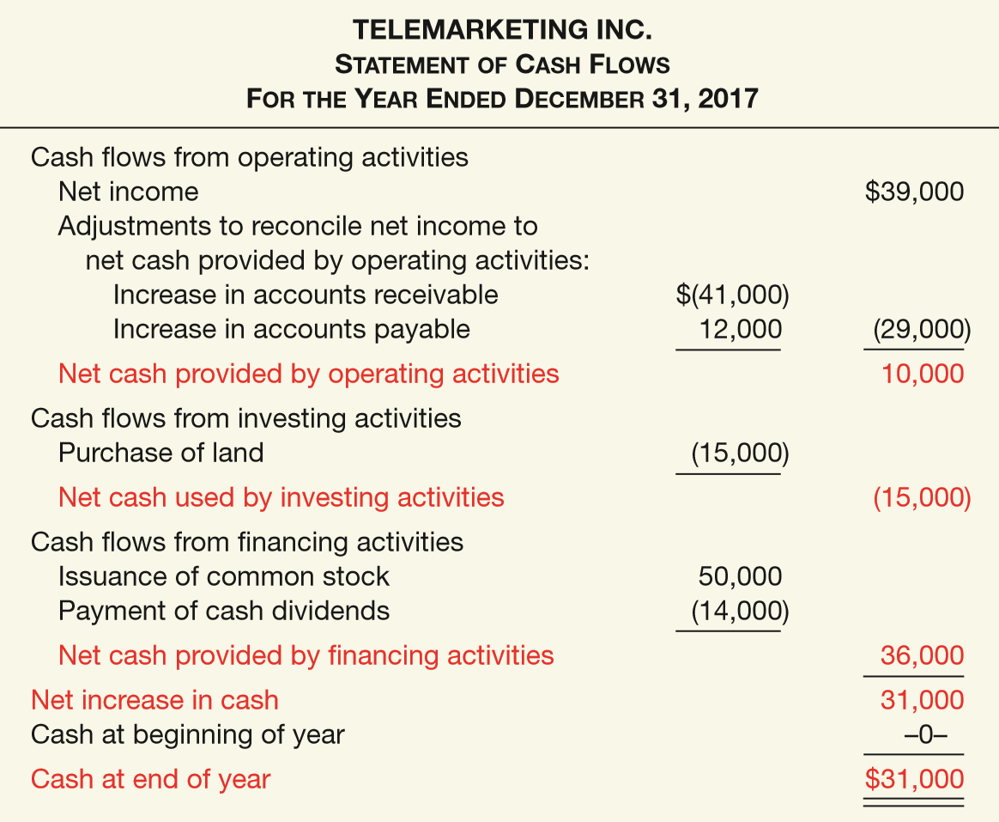 TELEMARKETING INC.
STATEMENT OF CASH FLOWS
FOR THE YEAR ENDED DECEMBER 31, 2017
Cash flows from operating activities
Net income $39,000
Adjustments to reconcile net income to
net cash provided by operating activities:
Increase in accounts receivable $(41,000)
Increase in accounts payable 12,000 (29,000)
Net cash provided by operating activities 10,000
Cash flows from investing activities
Purchase of land (15,000)
Net cash used by investing activities (15,000)
Cash flows from financing activities
Issuance of common stock 50,000
Payment of cash dividends (14,000)
Net cash provided by financing activities 36,000
Net increase in cash 31,000
Cash at beginning of year –0–
Cash at end of year $31,000